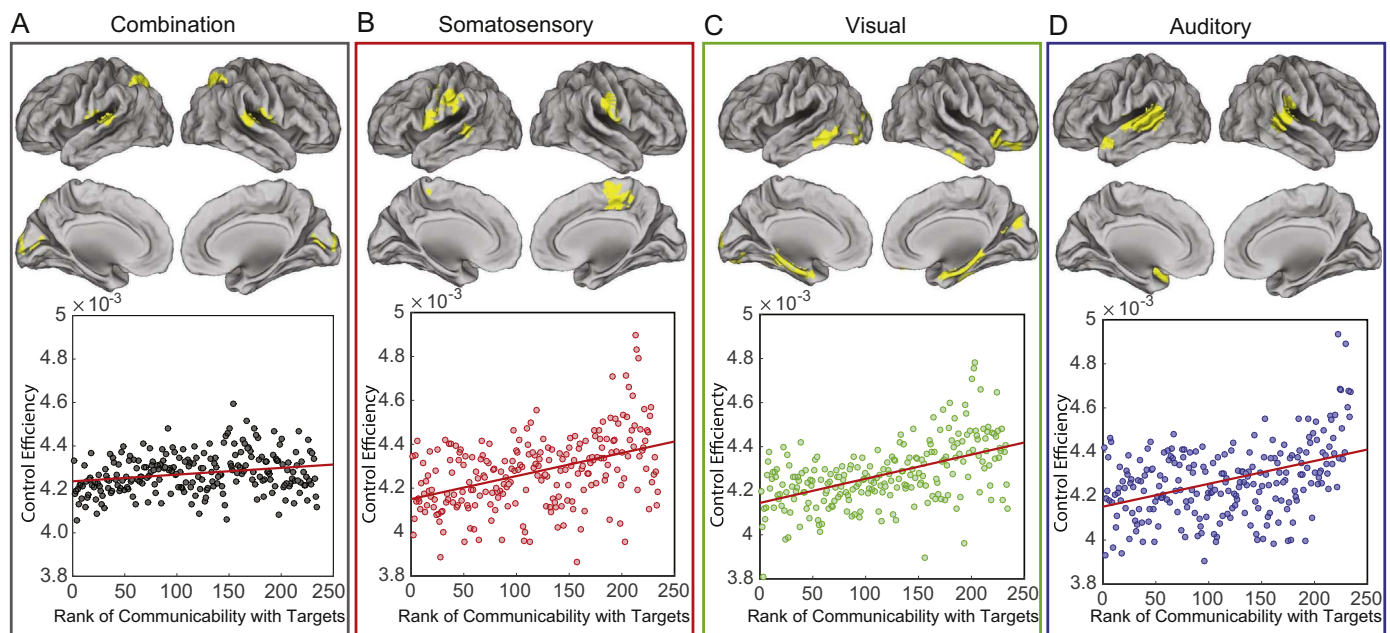 A Combination
B Somatosensory
C Visual
D Auditory
5 × 10-3
4.8
4.6
4.4
4.2
4.0
3.8
Control Efficiency
0 50 100 150 200 250
Rank of Communicability with Targets
5 × 10-3
4.8
4.6
4.4
4.2
4
3.8
Control Efficiency
0 50 100 150 200 250
Rank of Communicability with Targets
5 × 10-3
4.8
4.6
4.4
4.2
4
3.8
Control Efficiencty
0 50 100 150 200 250
Rank of Communicability with Targets
5 × 10-3
4.8
4.6
4.4
4.2
4
3.8
Control Efficiency
0 50 100 150 200 250
Rank of Communicability with Targets